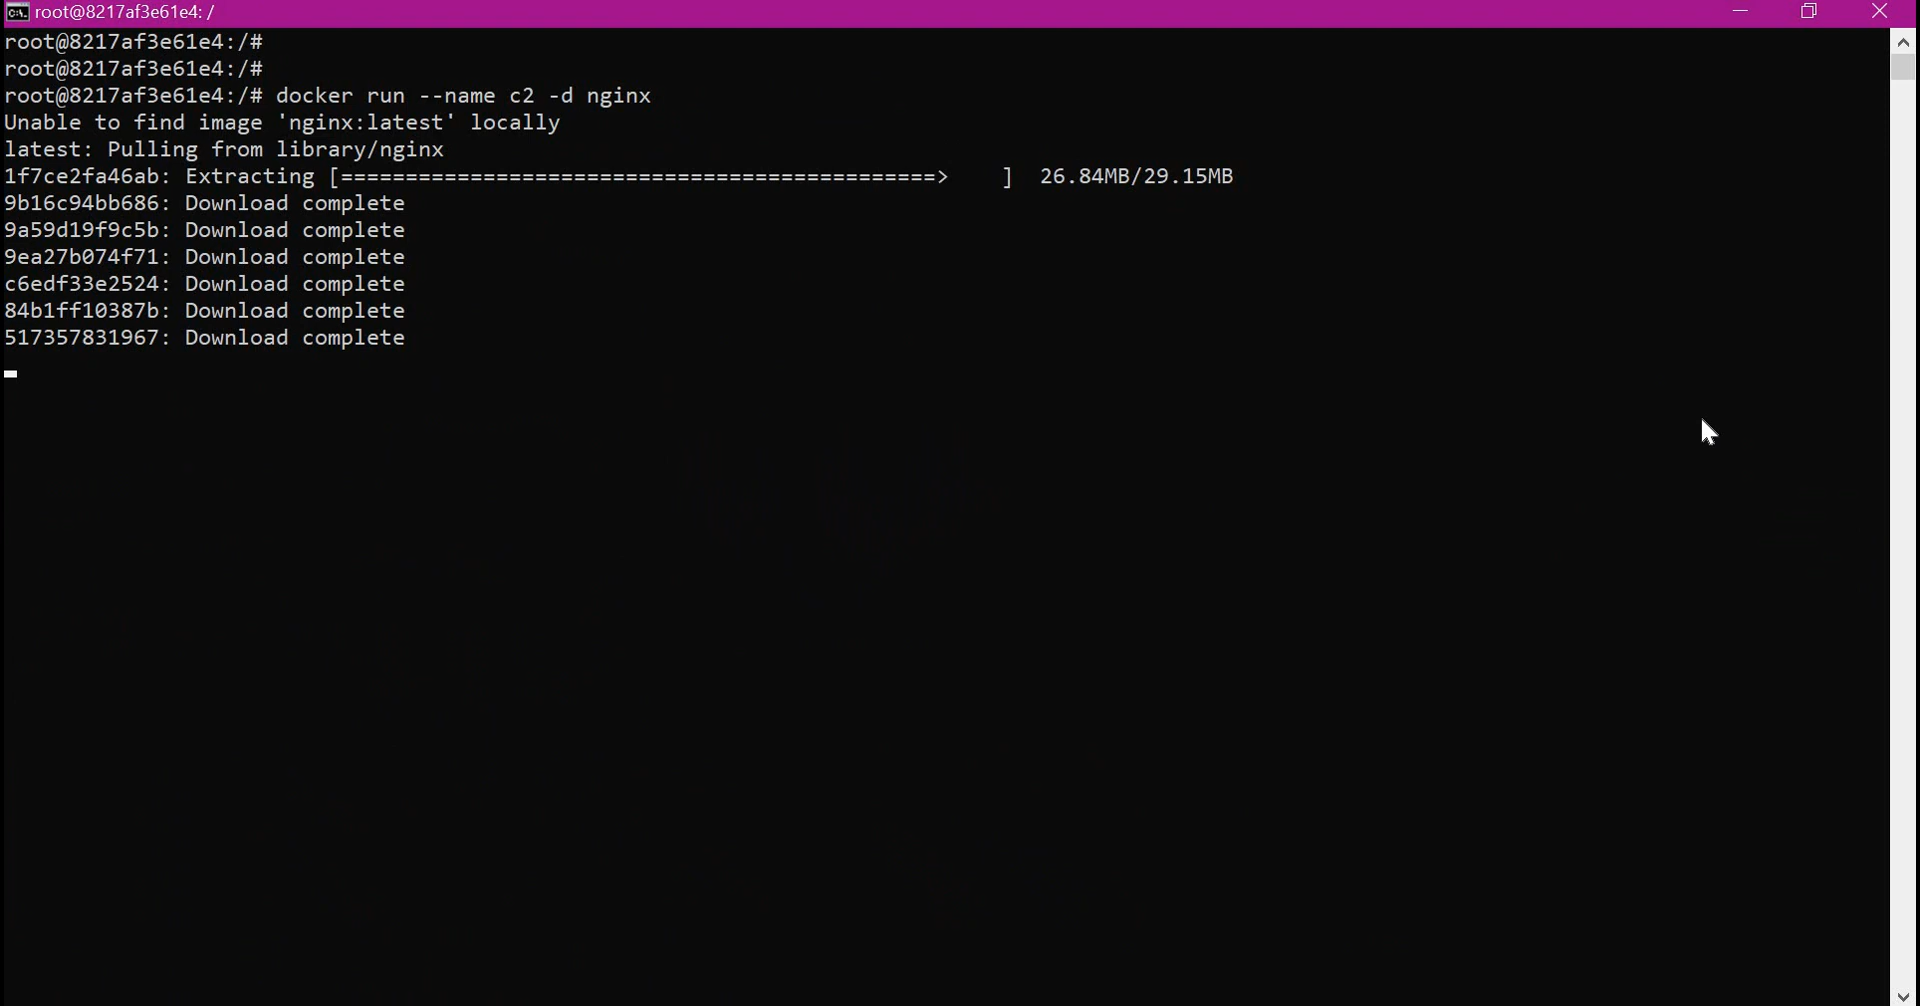 root@8217af3e61e4: /
root@8217af3e61e4:/#
root@8217af3e61e4:/#
root@8217af3e61e4:/# docker run --name c2 -d nginx
Unable to find image 'nginx:latest' locally
latest: Pulling from library/nginx
1f7ce2fa46ab: Extracting [==============================================>    ]  26.84MB/29.15MB
9b16c94bb686: Download complete
9a59d19f9c5b: Download complete
9ea27b074f71: Download complete
c6edf33e2524: Download complete
84b1ff10387b: Download complete
517357831967: Download complete